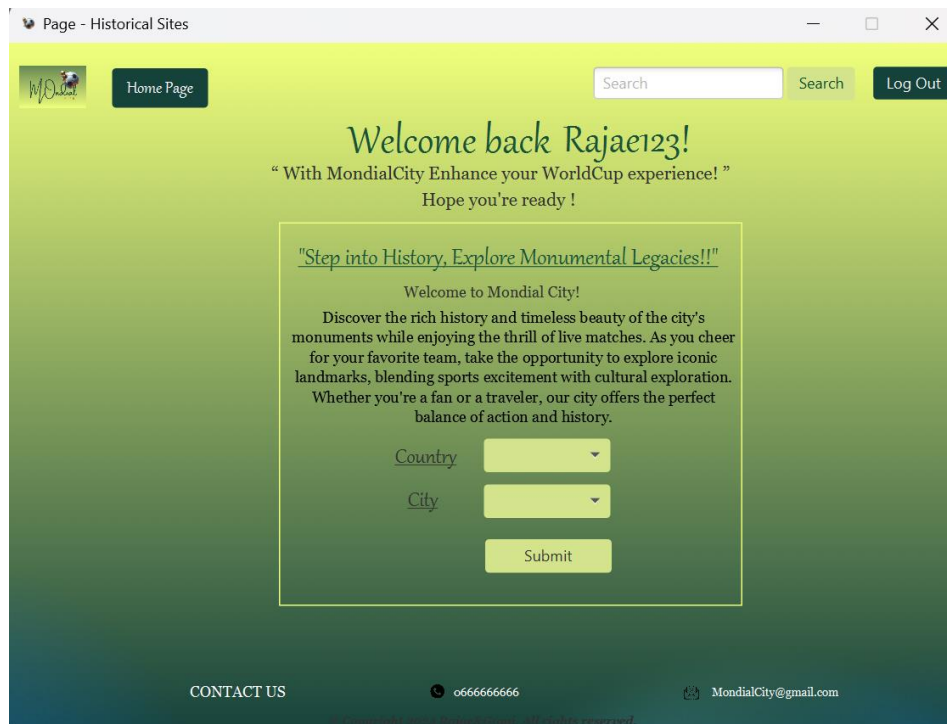 Page - Historical Sites
MOndial
Home Page
Search
Search
Log Out
Welcome back Rajae123!
“ With MondialCity Enhance your WorldCup experience! ”
Hope you're ready !
"Step into History, Explore Monumental Legacies!!"
Welcome to Mondial City!
Discover the rich history and timeless beauty of the city's
monuments while enjoying the thrill of live matches. As you cheer
for your favorite team, take the opportunity to explore iconic
landmarks, blending sports excitement with cultural exploration.
Whether you're a fan or a traveler, our city offers the perfect
balance of action and history.
Country
City
Submit
CONTACT US
0666666666
MondialCity@gmail.com
All rights reserved